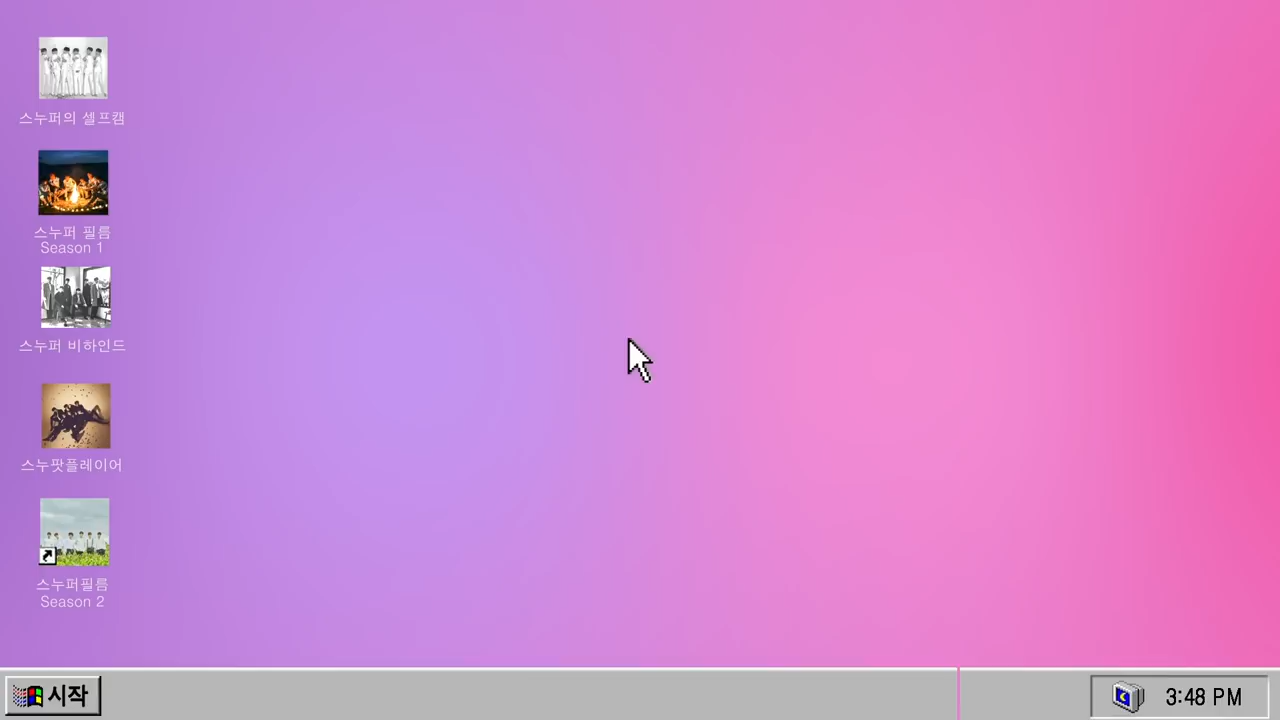 스누퍼의 셀프캠
스누퍼 필름
Season 1
스누퍼 비하인드
스누팟플레이어
스누퍼필름
Season 2
시작
3:48 PM